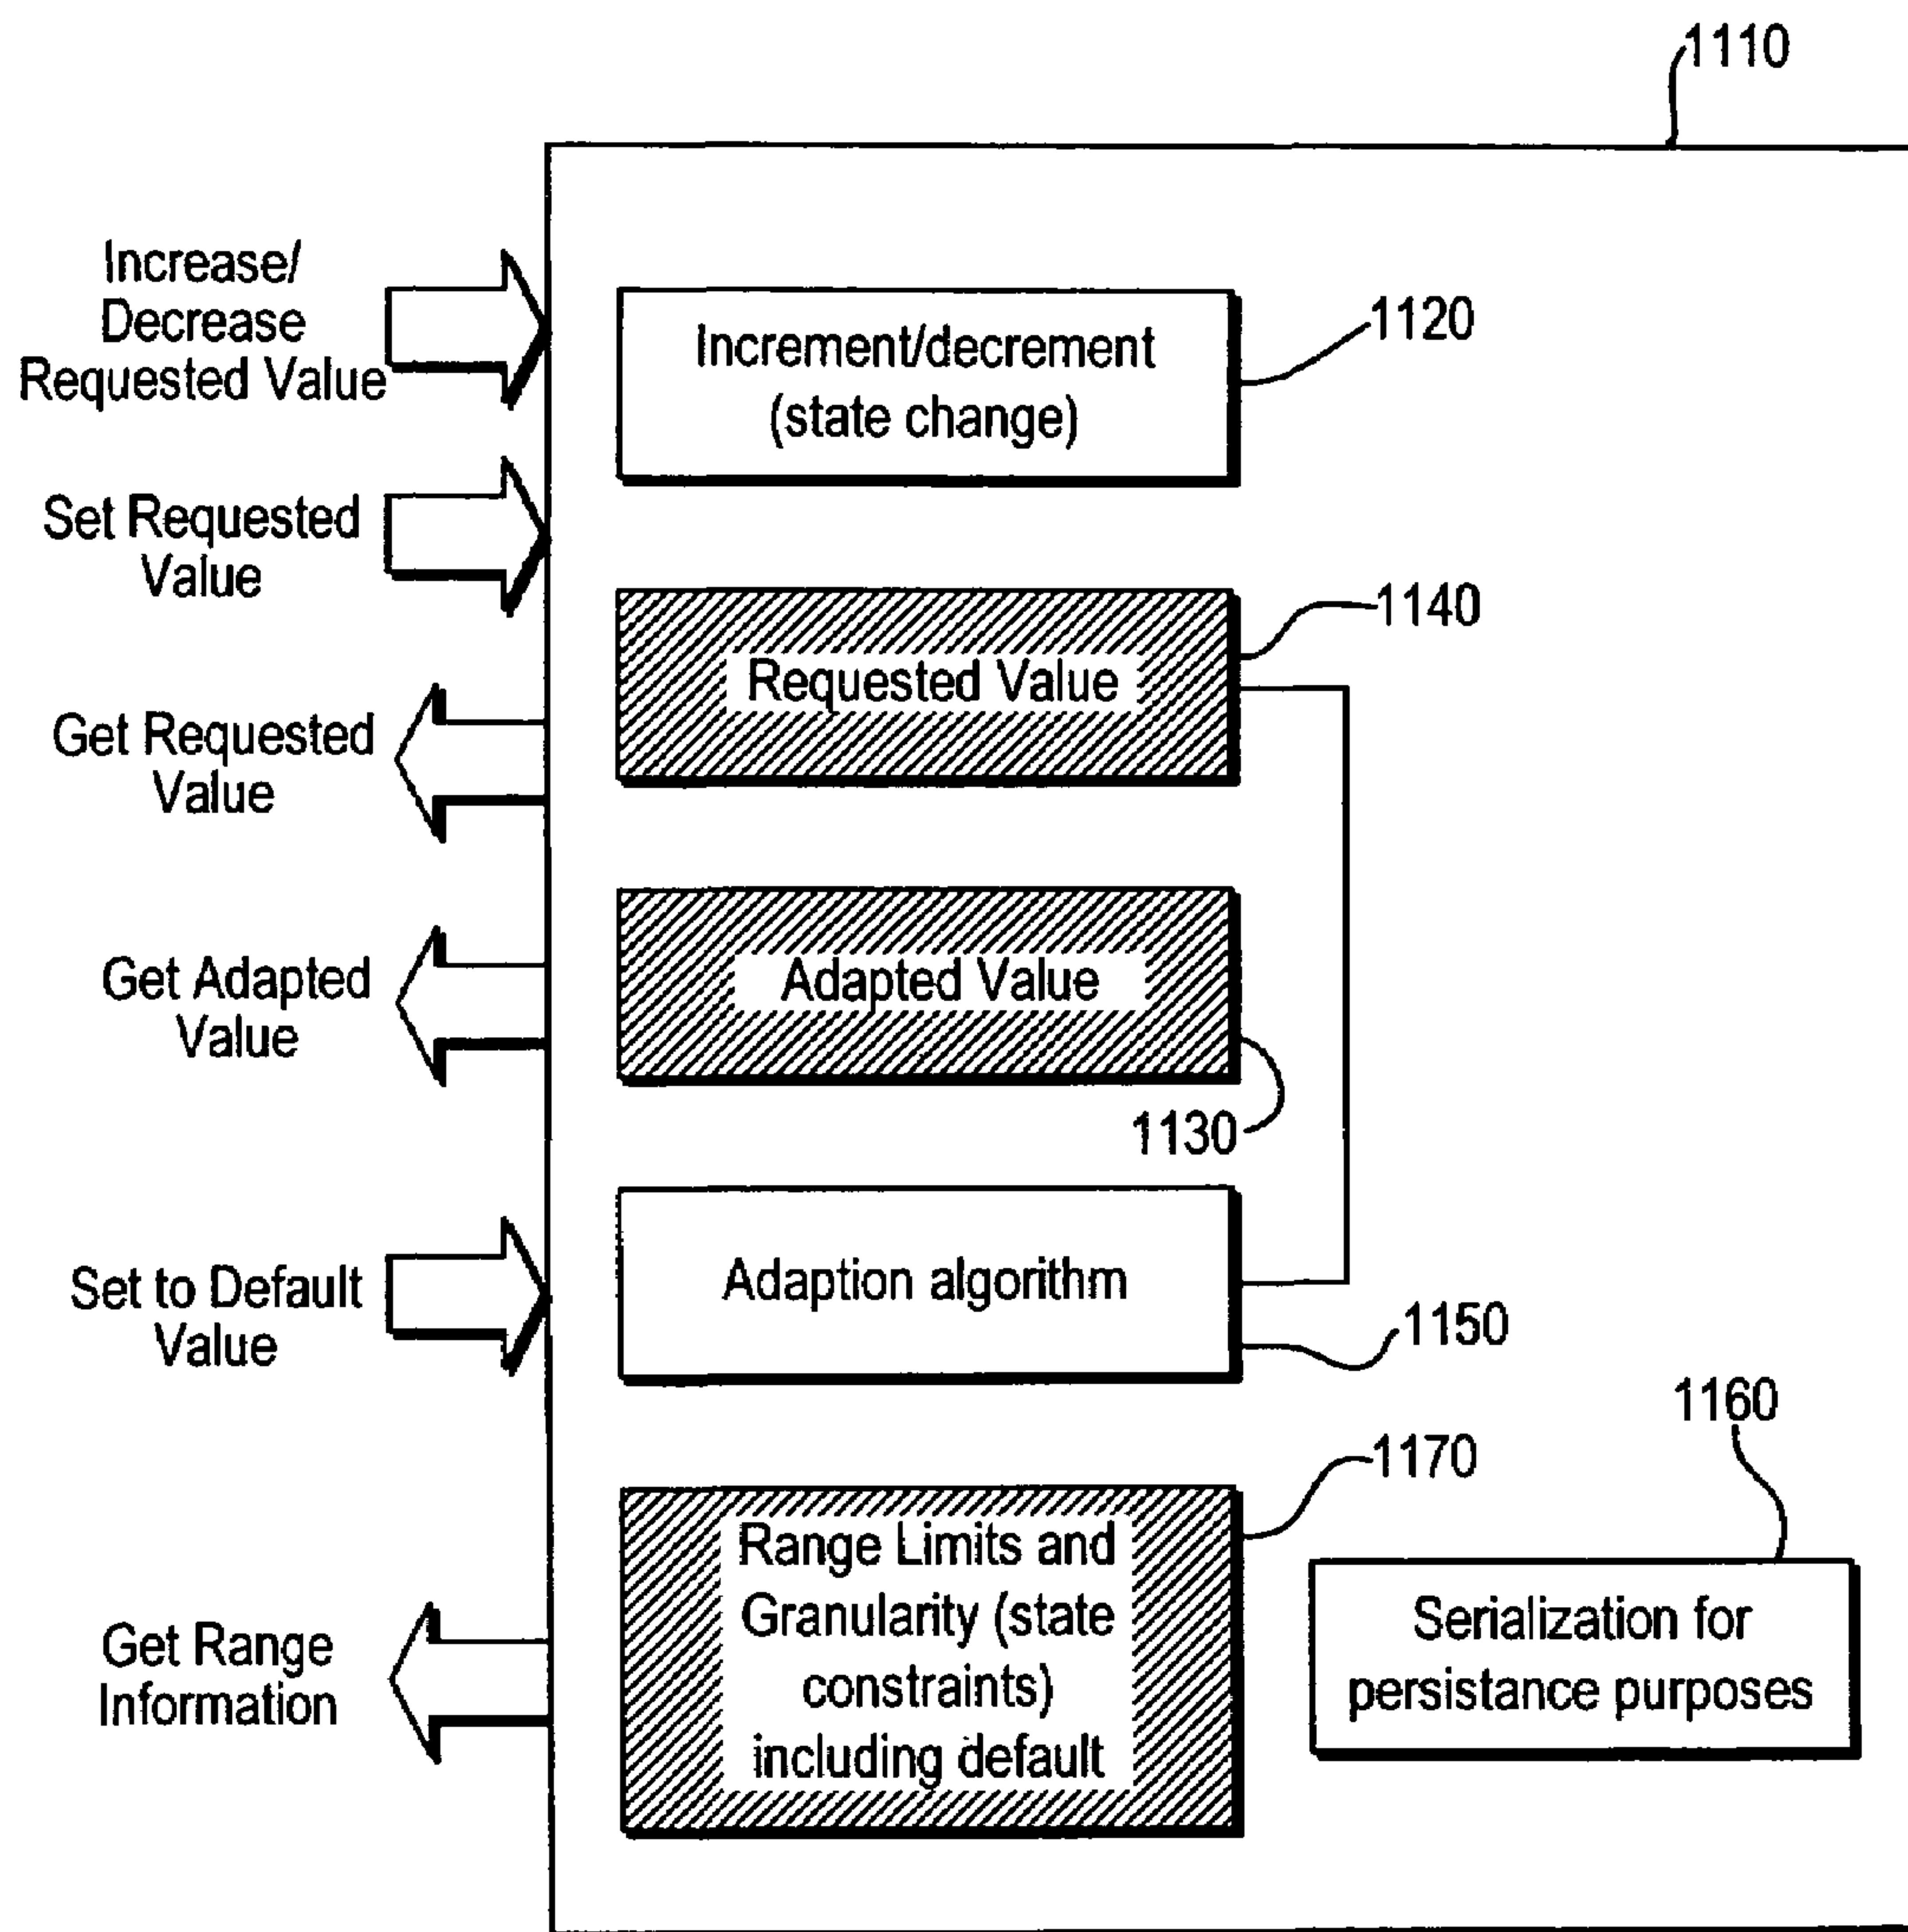 1110
Increase/
Decrease
Requested Value
Increment/decrement
(state change)
1120
Set Requested
Value
Requested Value
1140
Get Requested
Value
Adapted Value
1130
Get Adapted
Value
Adaption algorithm
1150
Set to Default
Value
1160
1170
Range Limits and
Granularity (state
constraints)
including default
Get Range
Information
Serialization for
persistance purposes